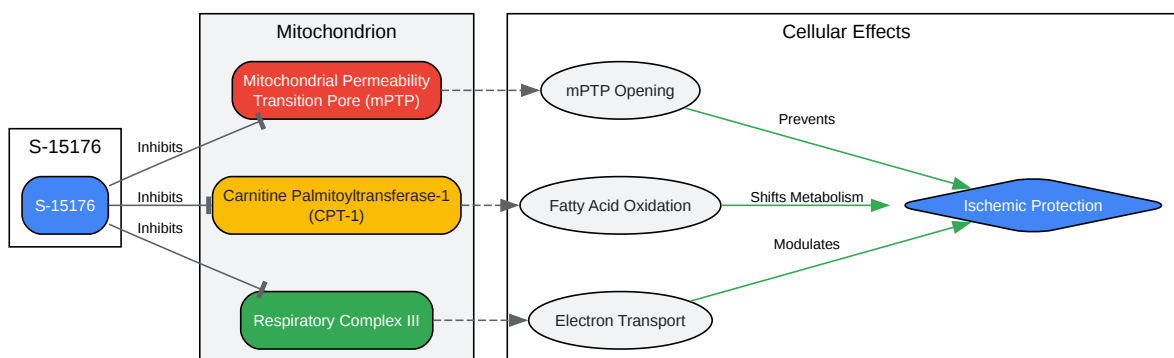 Mitochondrion
Cellular Effects
Mitochondrial Permeability
Transition Pore (mPTP)
mPTP Opening
Prevents
S-15176
Inhibits
S-15176
Inhibits
Carnitine Palmitoyltransferase-1
(CPT-1)
Fatty Acid Oxidation
Shifts Metabolism
Ischemic Protection
Inhibits
Modulates
Respiratory Complex III
Electron Transport